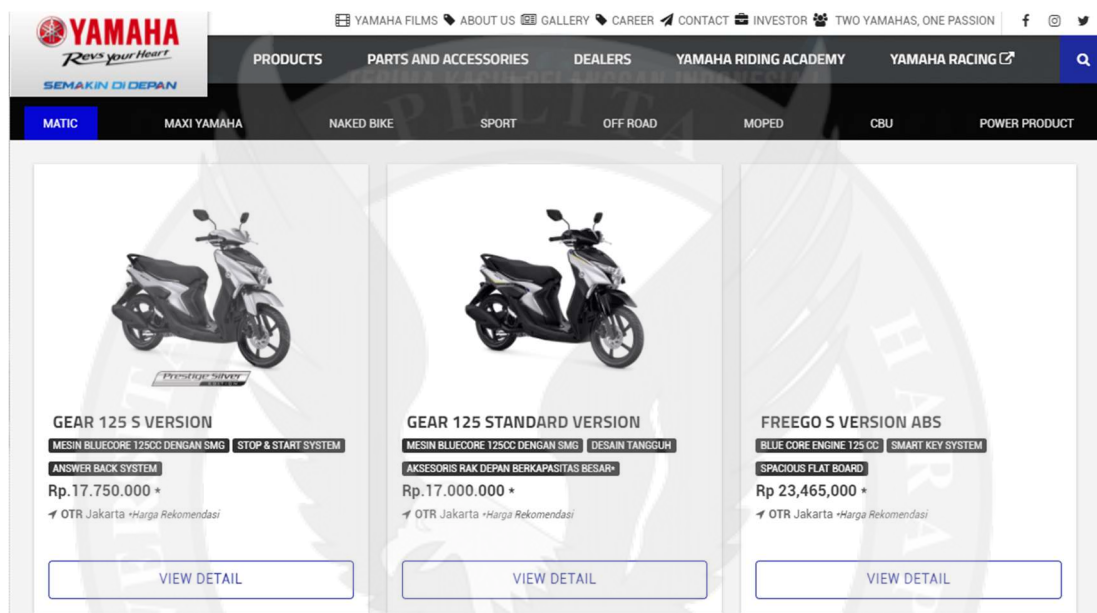 YAMAHA
Revs your Heart
SEMAKIN DI DEPAN
YAMAHA FILMS ABOUT US GALLERY CAREER CONTACT INVESTOR TWO YAMAHAS, ONE PASSION
PRODUCTS PARTS AND ACCESSORIES DEALERS YAMAHA RIDING ACADEMY YAMAHA RACING
MATIC MAXI YAMAHA NAKED BIKE SPORT OFF ROAD MOPED CBU POWER PRODUCT
PELITA
HARAP
Prestige Silver
EDITION
GEAR 125 S VERSION
MESIN BLUECORE 125CC DENGAN SMG STOP & START SYSTEM
ANSWER BACK SYSTEM
Rp.17.750.000 *
OTR Jakarta *Harga Rekomendasi
VIEW DETAIL
GEAR 125 STANDARD VERSION
MESIN BLUECORE 125CC DENGAN SMG DESAIN TANGGUH
AKSESORIS RAK DEPAN BERKAPASITAS BESAR*
Rp.17.000.000 *
OTR Jakarta *Harga Rekomendasi
VIEW DETAIL
FREEGO S VERSION ABS
BLUE CORE ENGINE 125 CC SMART KEY SYSTEM
SPACIOUS FLAT BOARD
Rp 23,465,000 *
OTR Jakarta *Harga Rekomendasi
VIEW DETAIL